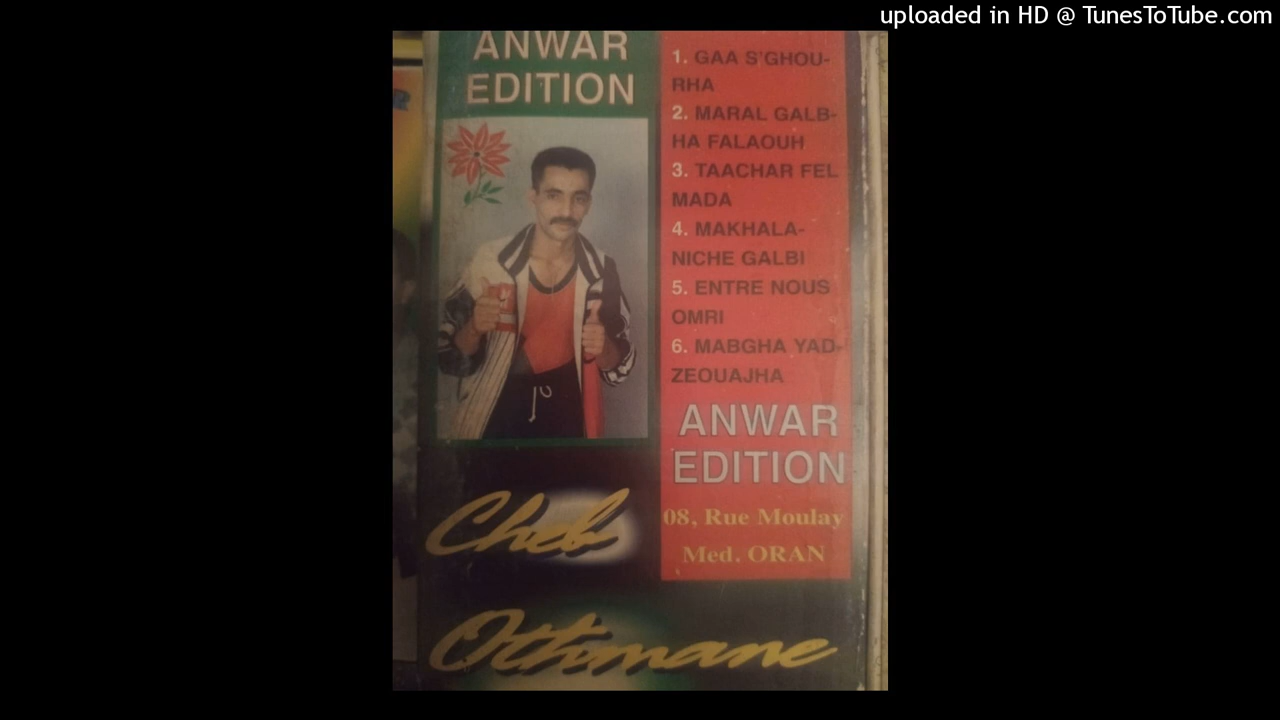 uploaded in HD @ TunesToTube.com
ANWAR
EDITION
1. GAA S'GHOU-
RHA
2. MARAL GALB-
HA FALAOUH
3. TAACHAR FEL
MADA
4. MAKHALA-
NICHE GALBI
5. ENTRE NOUS
OMRI
6. MABGHA YAD-
ZEOUAJHA
ANWAR
EDITION
08, Rue Moulay
Med. ORAN
Cheb
Othmane